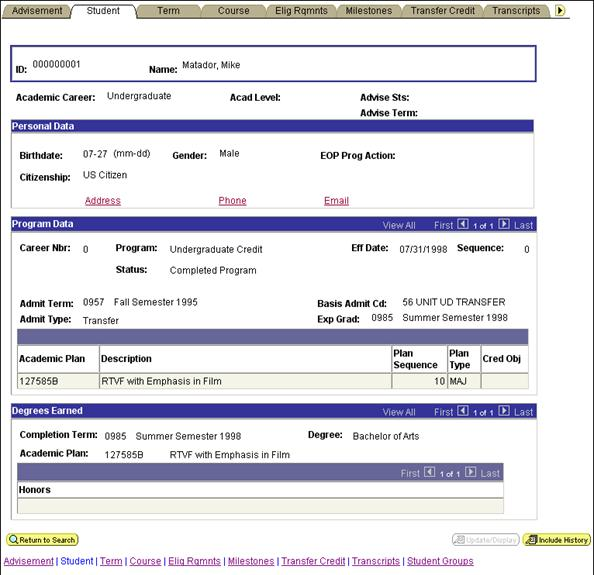 Advisement Student Term Course Elig Rqmnts Milestones Transfer Credit Transcripts
ID: 000000001 Name: Matador, Mike
Academic Career: Undergraduate Acad Level: Advise Sts:
Advise Term:
Personal Data
Birthdate: 07-27 (mm-dd) Gender: Male EOP Prog Action:
Citizenship: US Citizen
Address Phone Email
Program Data View All First 1 of 1 Last
Career Nbr: 0 Program: Undergraduate Credit Eff Date: 07/31/1998 Sequence: 0
Status: Completed Program
Admit Term: 0957 Fall Semester 1995 Basis Admit Cd: 56 UNIT UD TRANSFER
Admit Type: Transfer Exp Grad: 0985 Summer Semester 1998
Academic Plan Description Plan Sequence Plan Type Cred Obj
127585B RTVF with Emphasis in Film 10 MAJ
Degrees Earned View All First 1 of 1 Last
Completion Term: 0985 Summer Semester 1998 Degree: Bachelor of Arts
Academic Plan: 127585B RTVF with Emphasis in Film
First 1 of 1 Last
Honors
Return to Search Update/Display Include History
Advisement | Student | Term | Course | Elig Rqmnts | Milestones | Transfer Credit | Transcripts | Student Groups